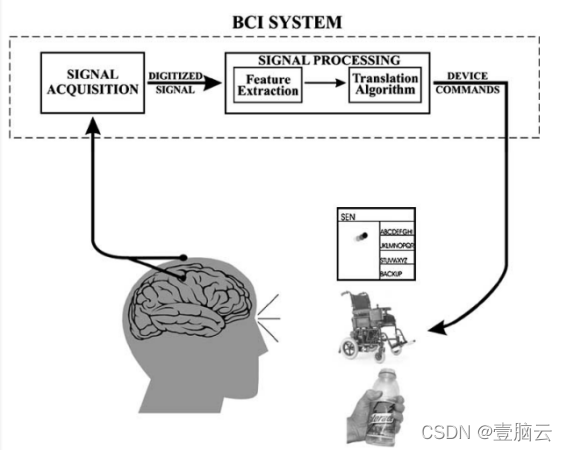 BCI SYSTEM
SIGNAL PROCESSING
SIGNAL
ACQUISITION
DIGITIZED
SIGNAL
Feature
Extraction
Translation
Algorithm
DEVICE
COMMANDS
SEN
ABCDEFGHI
JKLMNOPQR
STUVWXYZ
BACKUP
CSDN @壹脑云